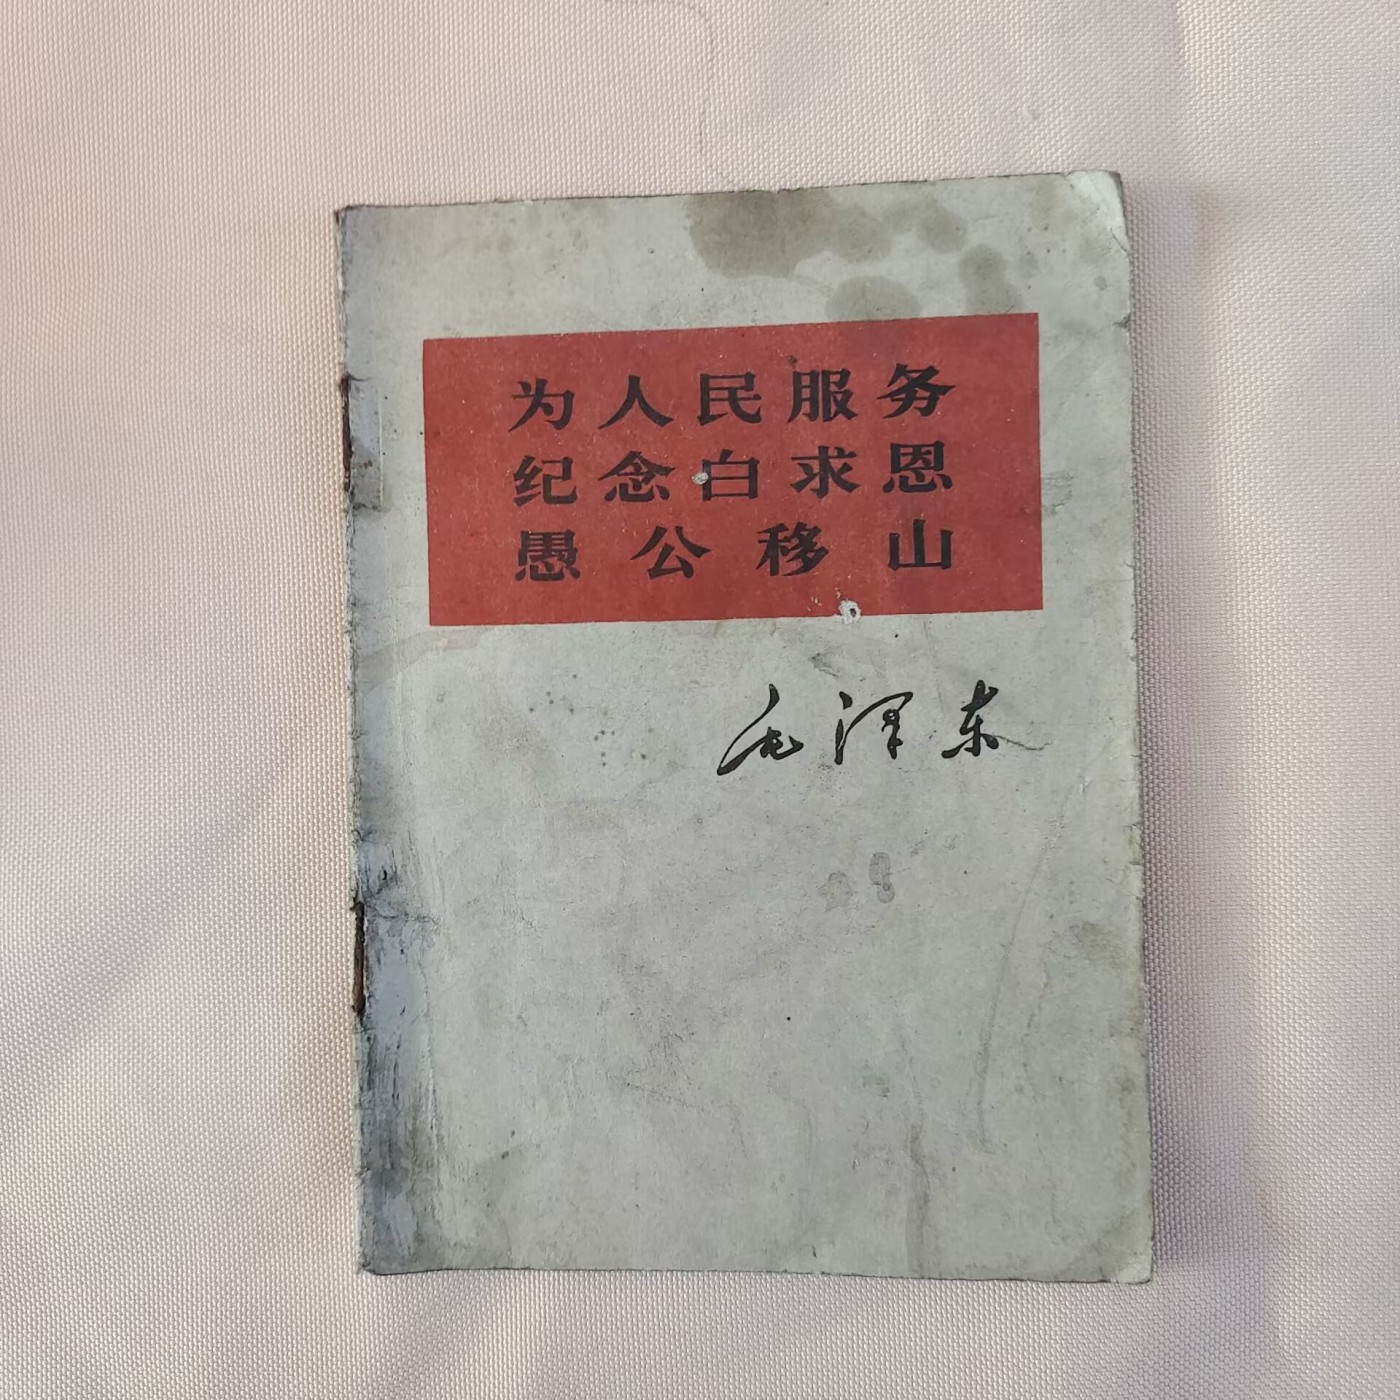 为人民服务
纪念白求恩
愚公移山
毛泽东